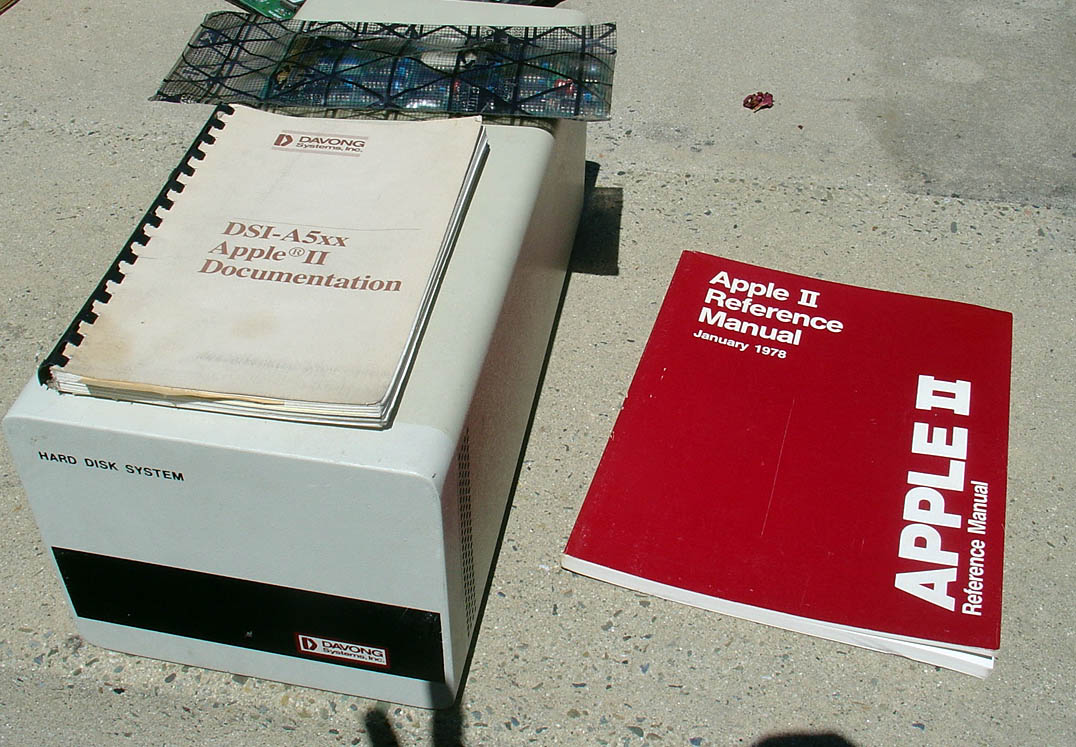 DAVONG
Systems, Inc.
DSI-A5xx
Apple® II
Documentation
HARD DISK SYSTEM
DAVONG
Systems, Inc.
Apple II
Reference
Manual
January 1978
APPLE II
Reference Manual